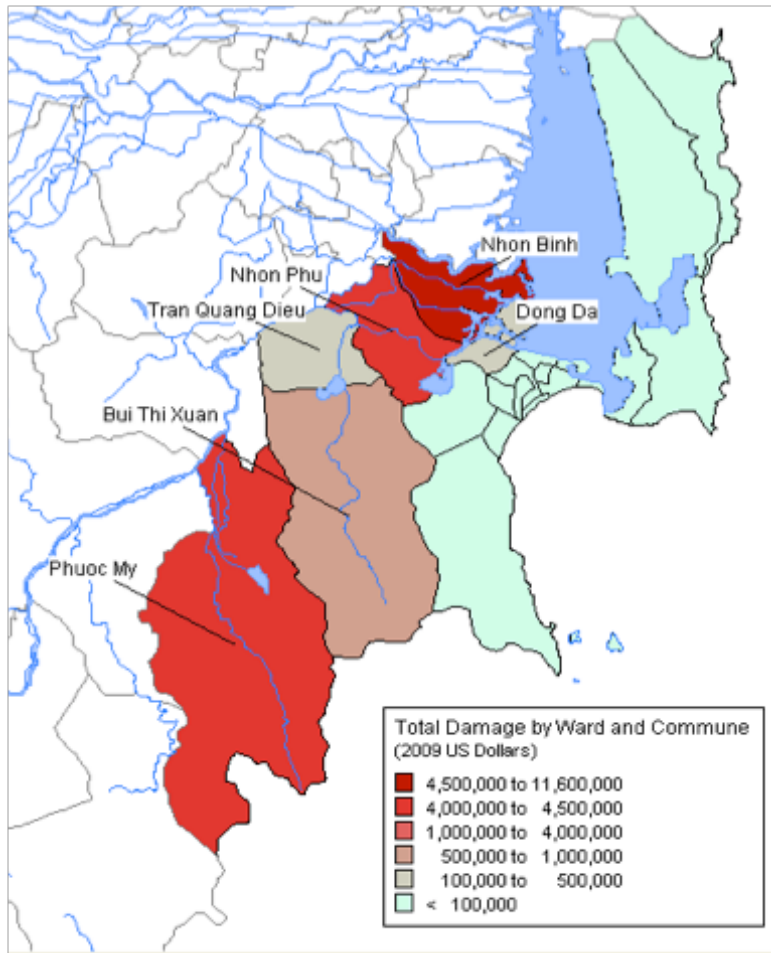 Nhon Binh
Nhon Phu
Tran Quang Dieu
Dong Da
Bui Thi Xuan
Phuoc My
Total Damage by Ward and Commune
(2009 US Dollars)
4,500,000 to 11,600,000
4,000,000 to 4,500,000
1,000,000 to 4,000,000
500,000 to 1,000,000
100,000 to 500,000
< 100,000